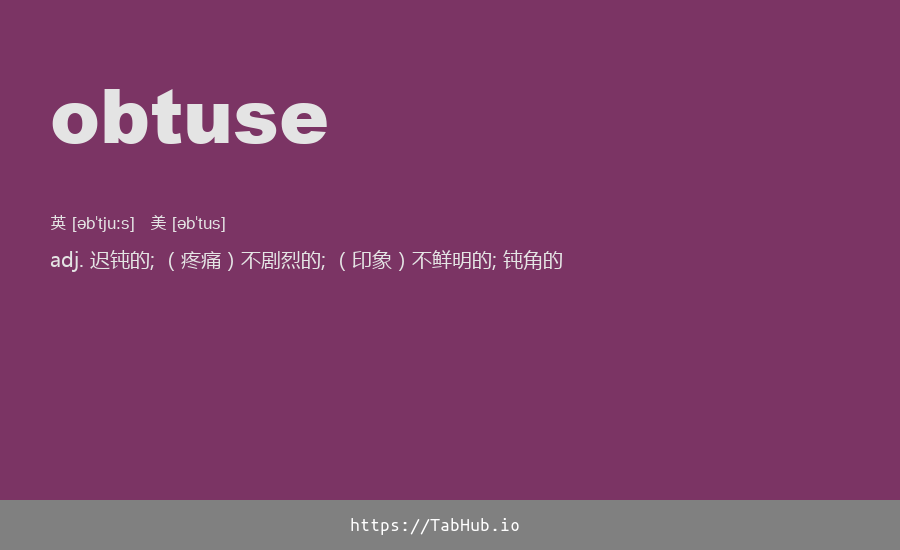 obtuse
英 [əb'tjuːs] 美 [əb'tus]
adj. 迟钝的; （疼痛）不剧烈的; （印象）不鲜明的; 钝角的
https://TabHub.io